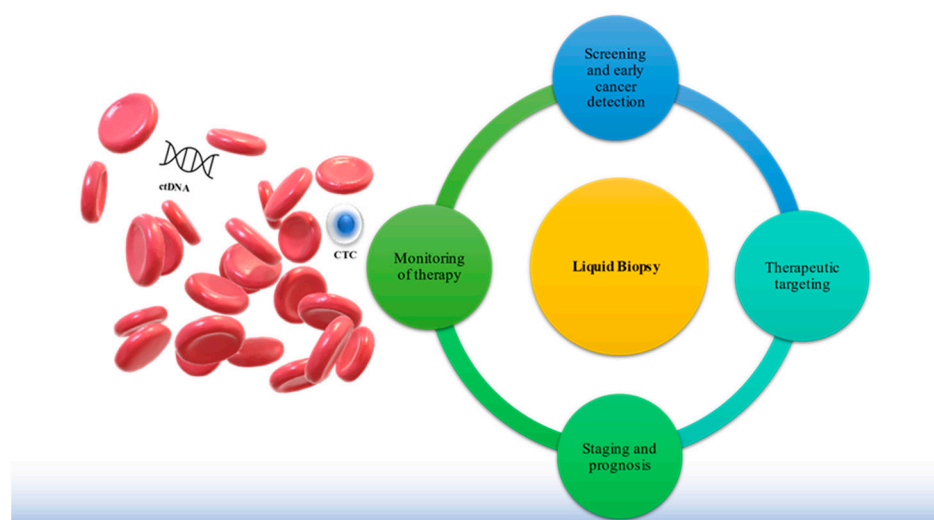 ctDNA
CTC
Screening
and early
cancer
detection
Monitoring
of therapy
Liquid Biopsy
Therapeutic
targeting
Staging and
prognosis